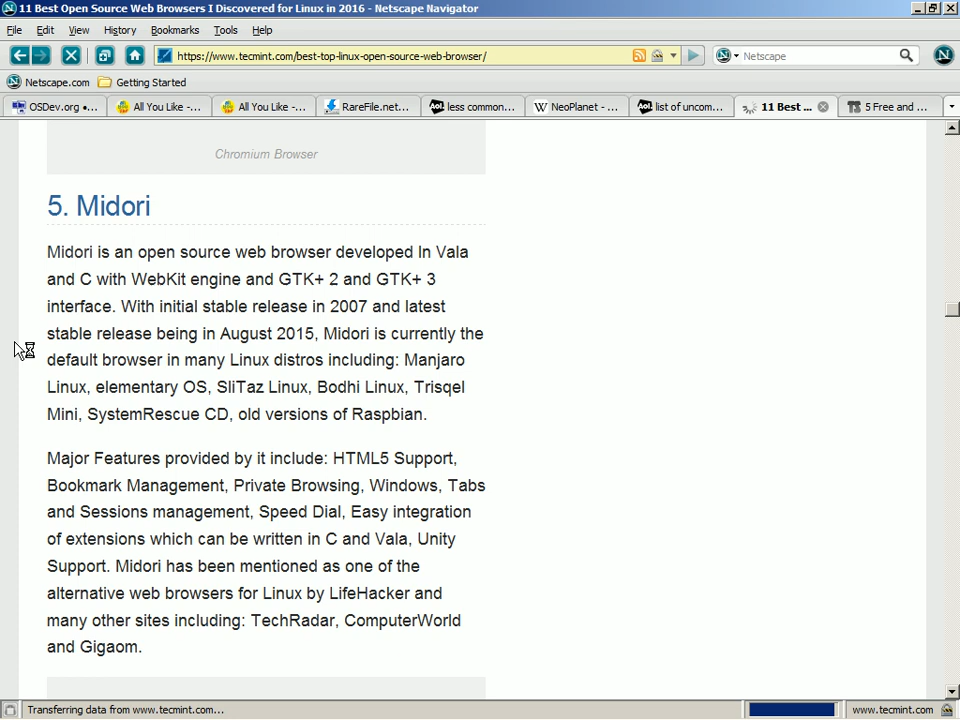 11 Best Open Source Web Browsers I Discovered for Linux in 2016 - Netscape Navigator
File Edit View History Bookmarks Tools Help
https://www.tecmint.com/best-top-linux-open-source-web-browser/
Netscape
N
Netscape.com Getting Started
OSDev.org •... All You Like -... All You Like -... RareFile.net... Aol. less common... W NeoPlanet - ... Aol. list of uncom... 11 Best ... TS 5 Free and ...
Chromium Browser
5. Midori
Midori is an open source web browser developed In Vala
and C with WebKit engine and GTK+ 2 and GTK+ 3
interface. With initial stable release in 2007 and latest
stable release being in August 2015, Midori is currently the
default browser in many Linux distros including: Manjaro
Linux, elementary OS, SliTaz Linux, Bodhi Linux, Trisqel
Mini, SystemRescue CD, old versions of Raspbian.
Major Features provided by it include: HTML5 Support,
Bookmark Management, Private Browsing, Windows, Tabs
and Sessions management, Speed Dial, Easy integration
of extensions which can be written in C and Vala, Unity
Support. Midori has been mentioned as one of the
alternative web browsers for Linux by LifeHacker and
many other sites including: TechRadar, ComputerWorld
and Gigaom.
Transferring data from www.tecmint.com... www.tecmint.com